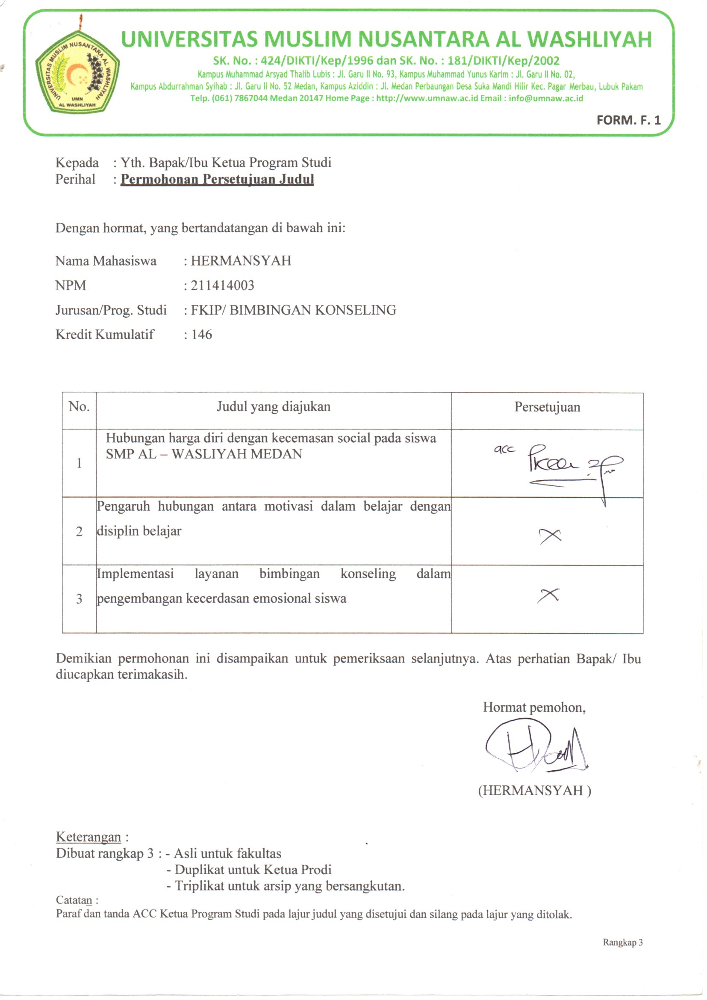 UNIVERSITAS MUSLIM NUSANTARA AL WASHLIYAH
UMN
AL WASHLIYAH
UNIVERSITAS MUSLIM NUSANTARA AL WASHLIYAH
SK. No. : 424/DIKTI/Kep/1996 dan SK. No. : 181/DIKTI/Kep/2002
Kampus Muhammad Arsyad Thalib Lubis : Jl. Garu II No. 93, Kampus Muhammad Yunus Karim : Jl. Garu II No. 02,
Kampus Abdurrahman Syihab : Jl. Garu II No. 52 Medan, Kampus Aziddin : Jl. Medan Perbaungan Desa Suka Mandi Hilir Kec. Pagar Merbau, Lubuk Pakam
Telp. (061) 7867044 Medan 20147 Home Page : http://www.umnaw.ac.id Email : info@umnaw.ac.id
FORM. F. 1
Kepada : Yth. Bapak/Ibu Ketua Program Studi
Perihal : Permohonan Persetujuan Judul
Dengan hormat, yang bertandatangan di bawah ini:
Nama Mahasiswa : HERMANSYAH
NPM : 211414003
Jurusan/Prog. Studi : FKIP/ BIMBINGAN KONSELING
Kredit Kumulatif : 146
No. Judul yang diajukan Persetujuan
1 Hubungan harga diri dengan kecemasan social pada siswa
SMP AL – WASLIYAH MEDAN
acc
2 Pengaruh hubungan antara motivasi dalam belajar dengan
disiplin belajar
3 Implementasi layanan bimbingan konseling dalam
pengembangan kecerdasan emosional siswa
Demikian permohonan ini disampaikan untuk pemeriksaan selanjutnya. Atas perhatian Bapak/ Ibu
diucapkan terimakasih.
Hormat pemohon,
(HERMANSYAH )
Keterangan :
Dibuat rangkap 3 : - Asli untuk fakultas
- Duplikat untuk Ketua Prodi
- Triplikat untuk arsip yang bersangkutan.
Catatan :
Paraf dan tanda ACC Ketua Program Studi pada lajur judul yang disetujui dan silang pada lajur yang ditolak.
Rangkap 3